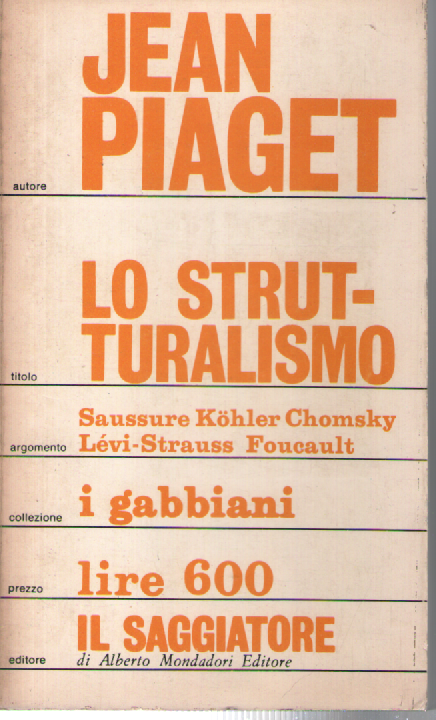 JEAN
autore PIAGET
LO STRUT-
titolo TURALISMO
Saussure Köhler Chomsky
argomento Lévi-Strauss Foucault
collezione i gabbiani
prezzo lire 600
IL SAGGIATORE
editore di Alberto Mondadori Editore